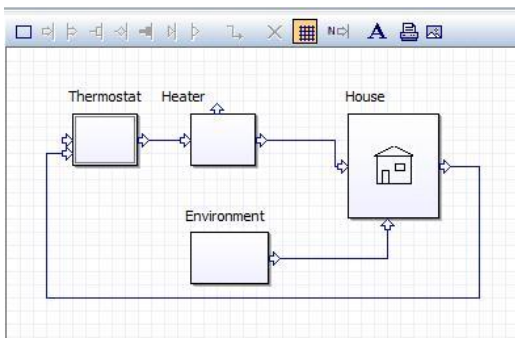 N
A
Thermostat
Heater
House
Environment